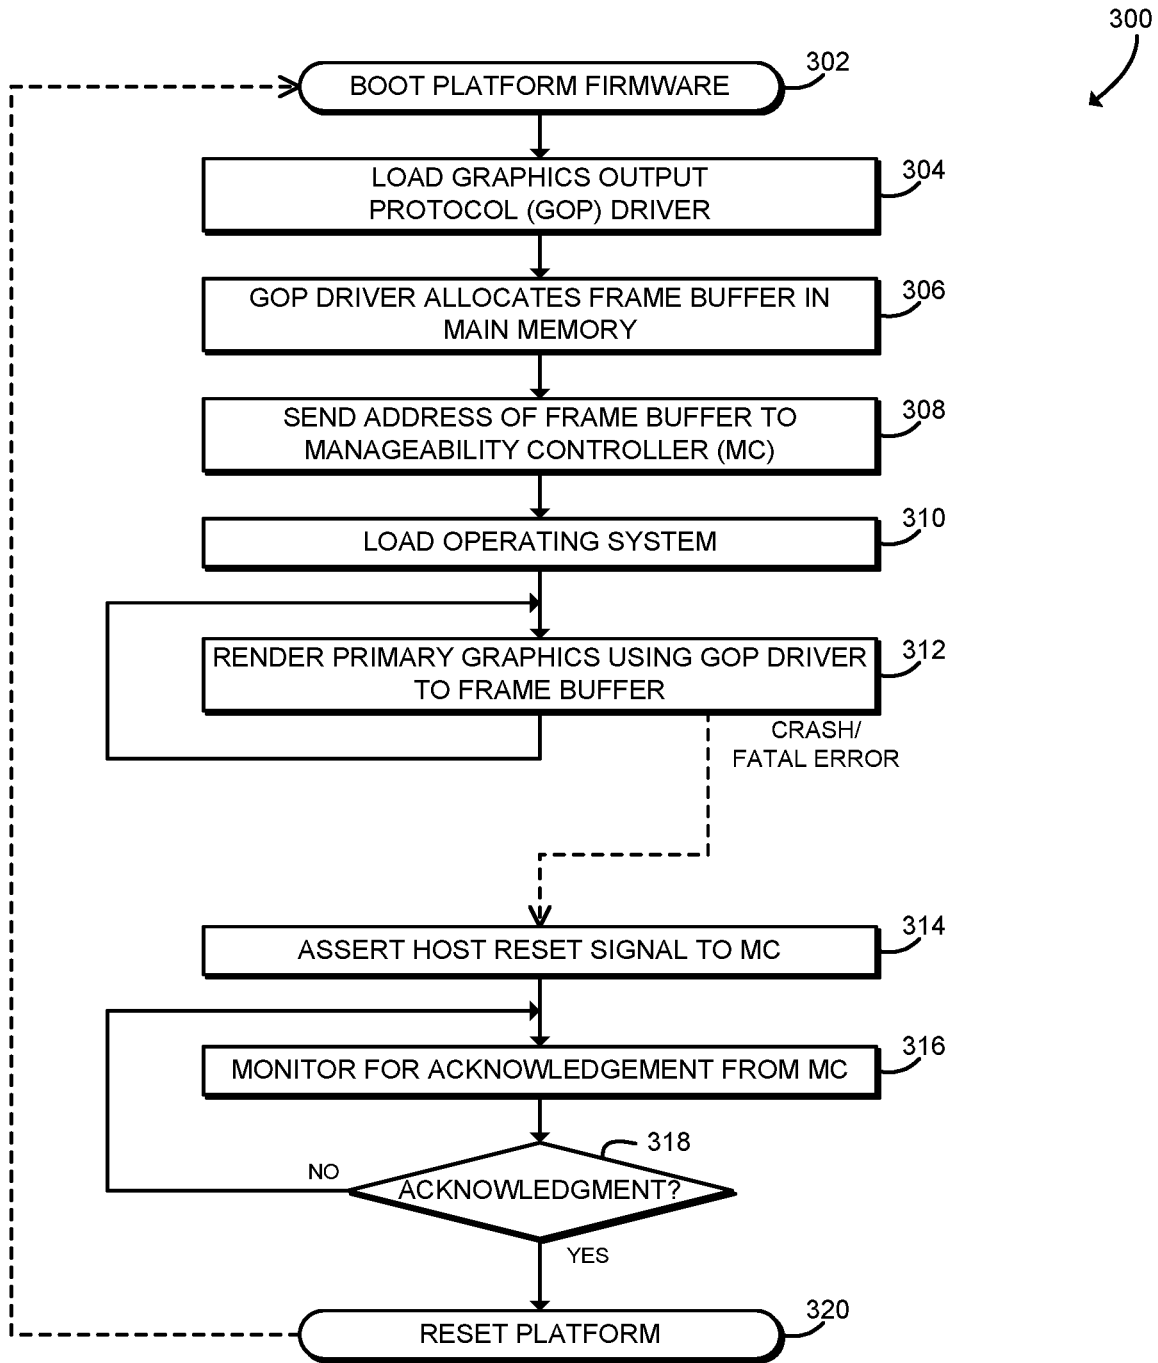 300
BOOT PLATFORM FIRMWARE
302
LOAD GRAPHICS OUTPUT
PROTOCOL (GOP) DRIVER
304
GOP DRIVER ALLOCATES FRAME BUFFER IN
MAIN MEMORY
306
SEND ADDRESS OF FRAME BUFFER TO
MANAGEABILITY CONTROLLER (MC)
308
LOAD OPERATING SYSTEM
310
RENDER PRIMARY GRAPHICS USING GOP DRIVER
TO FRAME BUFFER
312
CRASH/
FATAL ERROR
ASSERT HOST RESET SIGNAL TO MC
314
MONITOR FOR ACKNOWLEDGEMENT FROM MC
316
318
NO
ACKNOWLEDGMENT?
YES
RESET PLATFORM
320